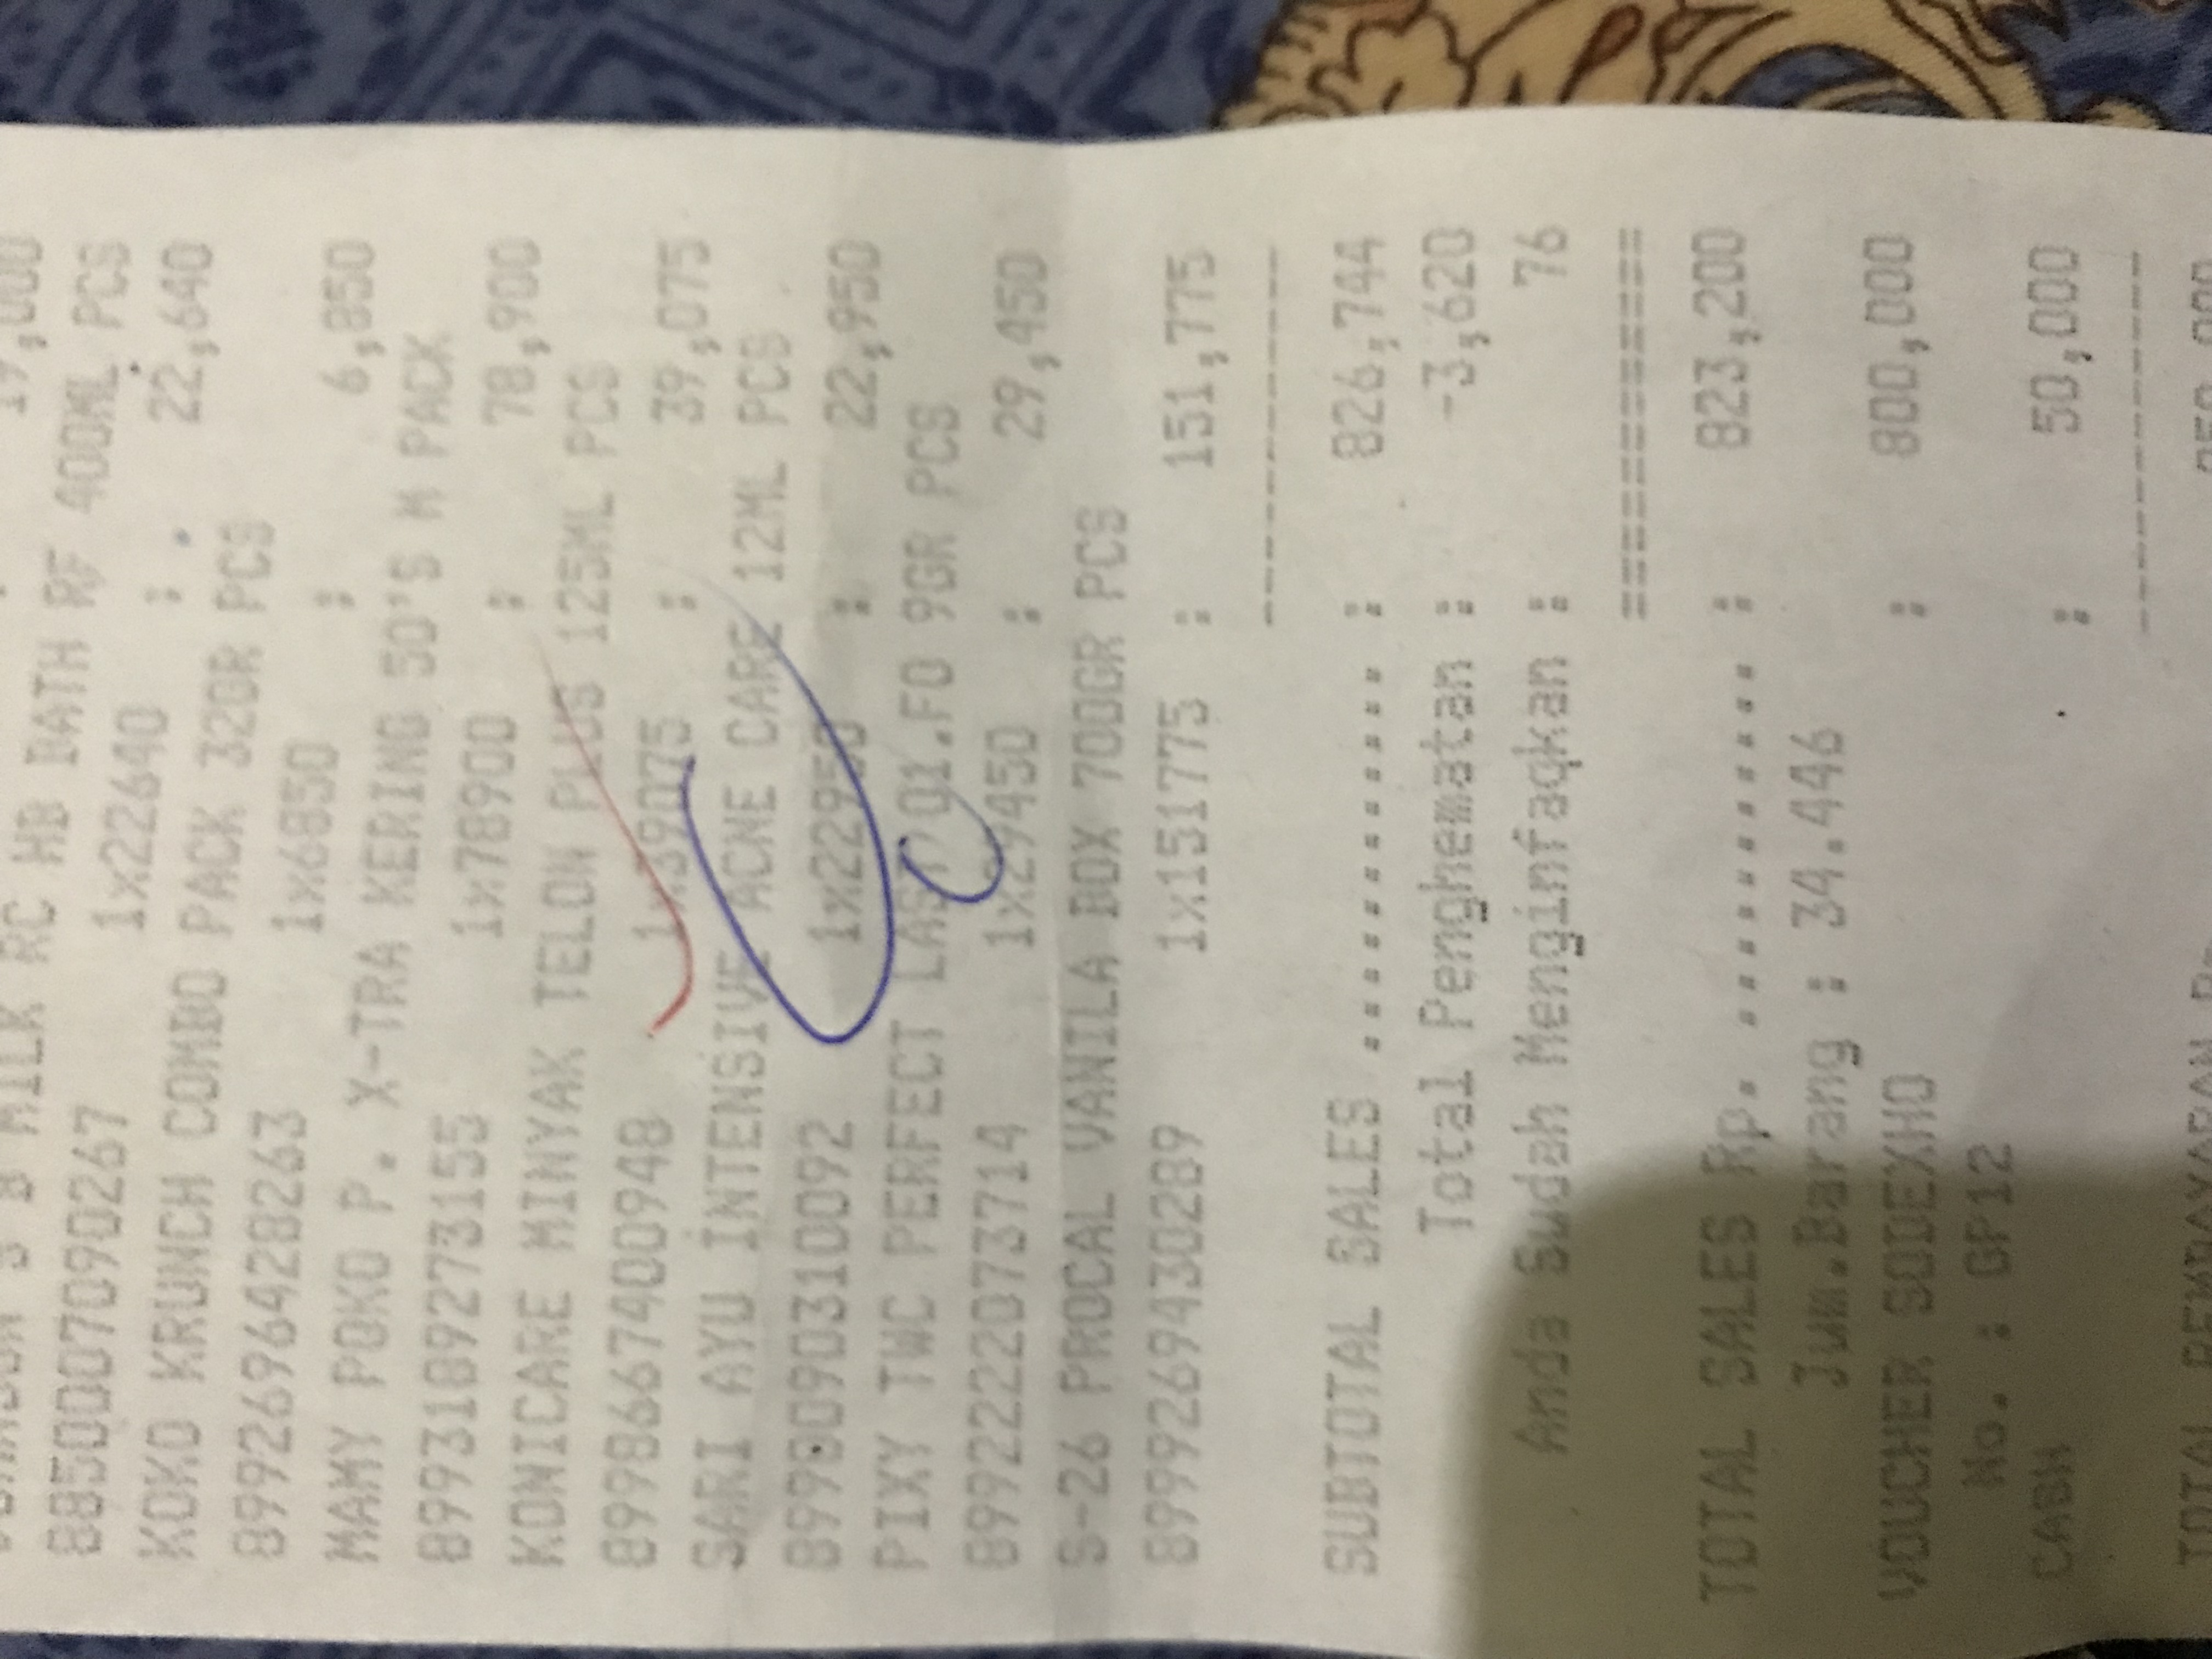 19,000
JOHNSON S B MILK RC HB BATH RF 400ML PCS
8850007090267 1x22640 : 22,640
KOKO KRUNCH COMBO PACK 32GR PCS
8992696428263 1x6850 : 6,850
MAMY POKO P. X-TRA KERING 50'S M PACK
8993189273155 1x78900 : 78,900
KONICARE MINYAK TELON PLUS 125ML PCS
8998667400948 1x39075 : 39,075
SARI AYU INTENSIVE ACNE CARE 12ML PCS
8998090310092 1x22950 : 22,950
PIXY TWC PERFECT LAST 01.FO 9GR PCS
8992222073714 1x29450 : 29,450
S-26 PROCAL VANILA BOX 700GR PCS
8999269430289 1x151775 : 151,775
------------
SUBTOTAL SALES ............ : 826,744
Total Penghematan : -3,620
Anda Sudah Menginfaqkan : 76
============
TOTAL SALES Rp. ........... : 823,200
Jum.Barang : 34.446
VOUCHER SODEXHO : 800,000
No. : GP12
CASH : 50,000
------------
TOTAL PEMBAYARAN Rp. 850,000